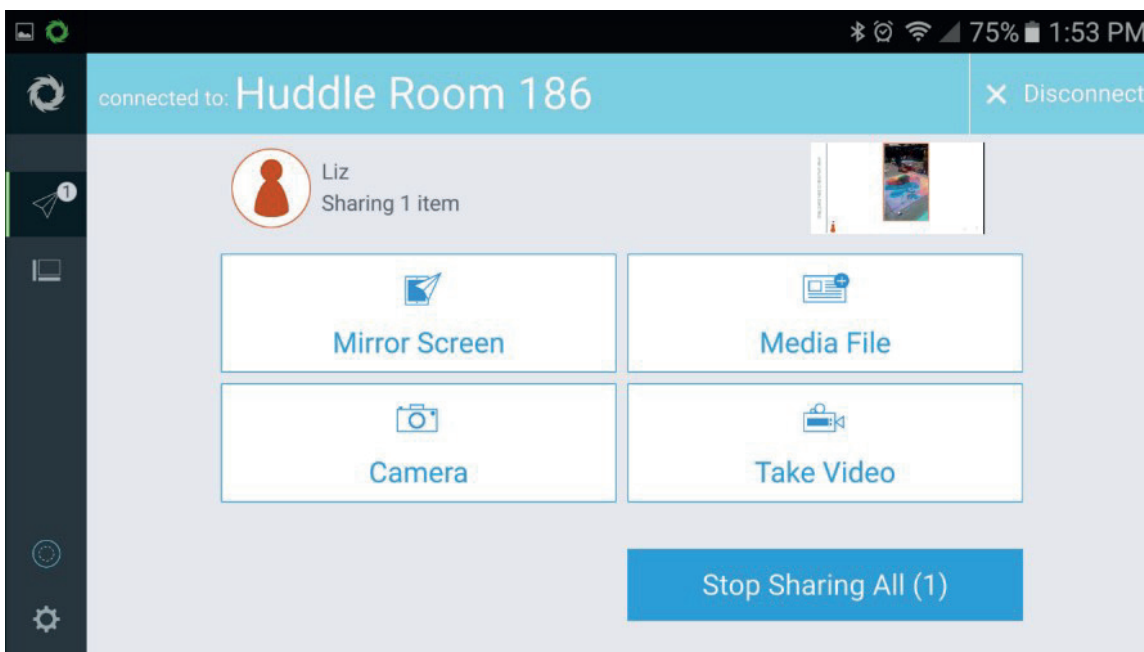 75% 1:53 PM
connected to: Huddle Room 186
Disconnect
1
Liz
Sharing 1 item
Mirror Screen
Media File
Camera
Take Video
Stop Sharing All (1)